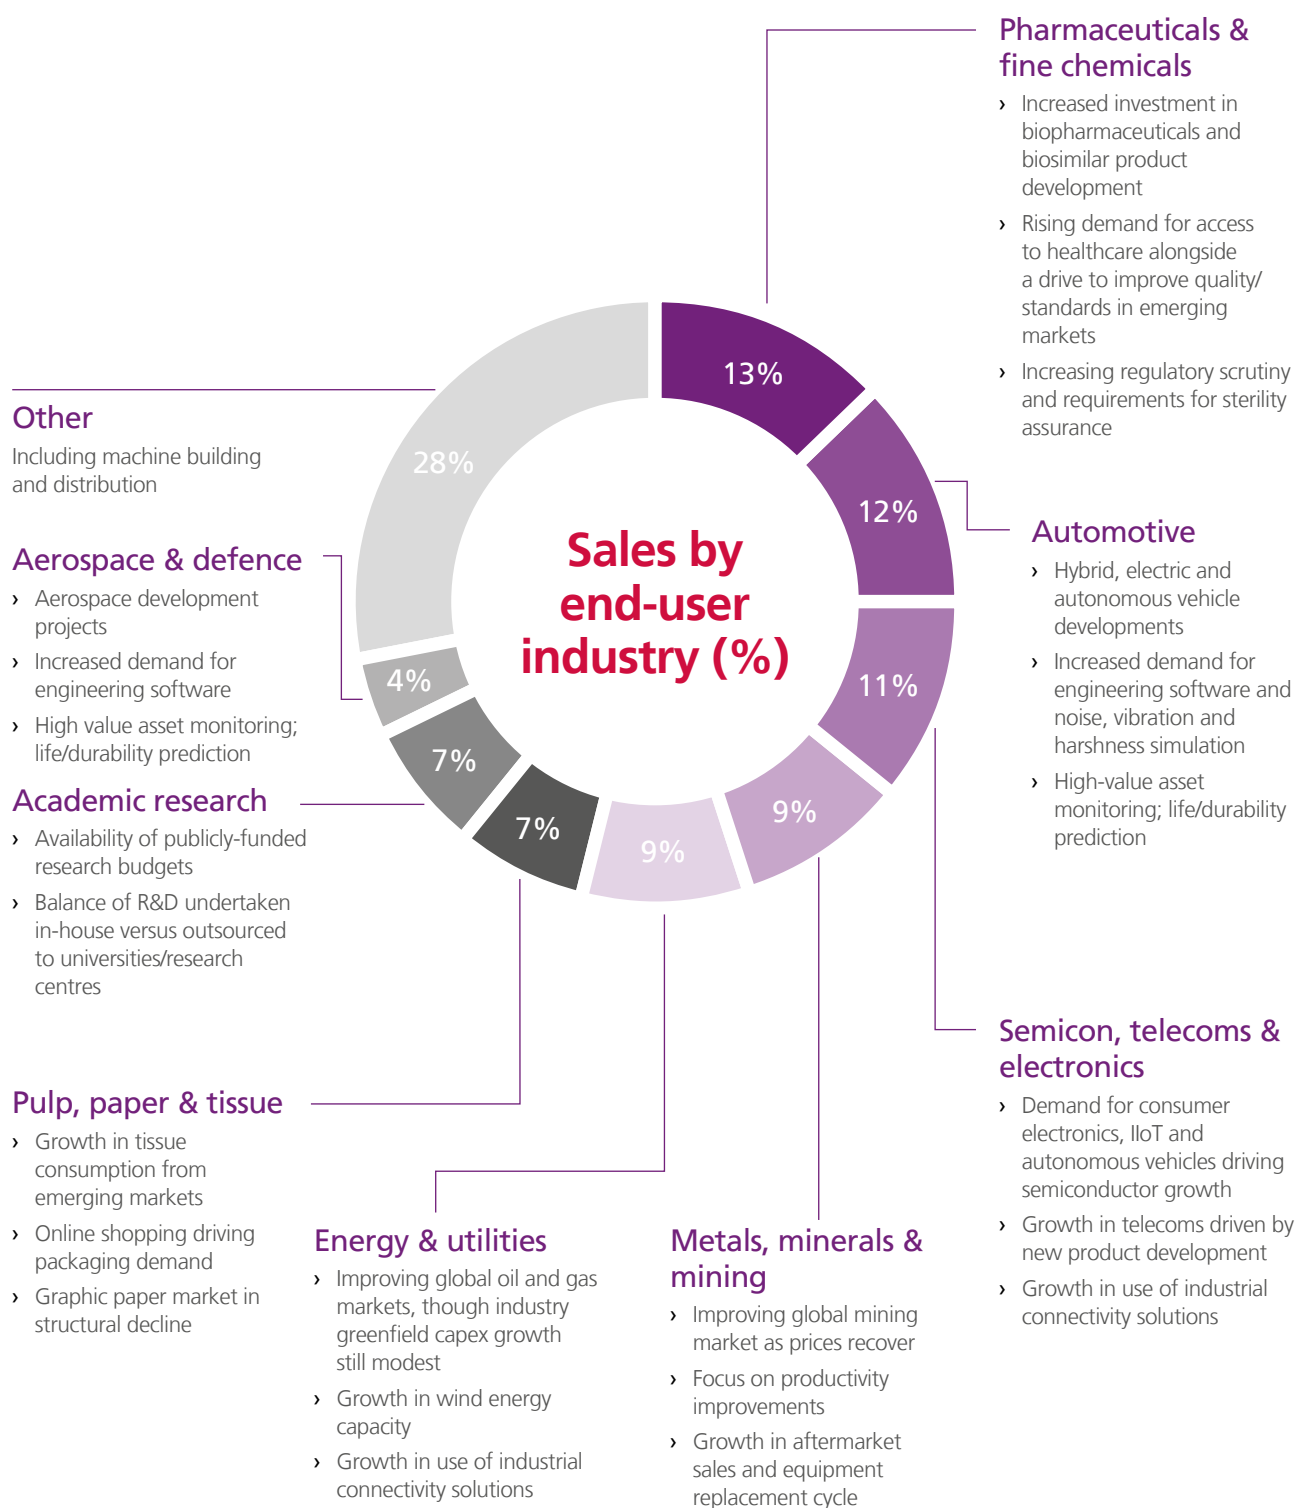 Pharmaceuticals &
fine chemicals
› Increased investment in
biopharmaceuticals and
biosimilar product
development
› Rising demand for access
to healthcare alongside
a drive to improve quality/
standards in emerging
markets
› Increasing regulatory scrutiny
and requirements for sterility
assurance
13%
Other
Including machine building
and distribution
28%
12%
Automotive
› Hybrid, electric and
autonomous vehicle
developments
› Increased demand for
engineering software and
noise, vibration and
harshness simulation
› High-value asset
monitoring; life/durability
prediction
Sales by
end-user
industry (%)
Aerospace & defence
› Aerospace development
projects
› Increased demand for
engineering software
› High value asset monitoring;
life/durability prediction
4%
11%
7%
7%
9%
9%
Academic research
› Availability of publicly-funded
research budgets
› Balance of R&D undertaken
in-house versus outsourced
to universities/research
centres
Semicon, telecoms &
electronics
› Demand for consumer
electronics, IIoT and
autonomous vehicles driving
semiconductor growth
› Growth in telecoms driven by
new product development
› Growth in use of industrial
connectivity solutions
Pulp, paper & tissue
› Growth in tissue
consumption from
emerging markets
› Online shopping driving
packaging demand
› Graphic paper market in
structural decline
Energy & utilities
› Improving global oil and gas
markets, though industry
greenfield capex growth
still modest
› Growth in wind energy
capacity
› Growth in use of industrial
connectivity solutions
Metals, minerals &
mining
› Improving global mining
market as prices recover
› Focus on productivity
improvements
› Growth in aftermarket
sales and equipment
replacement cycle